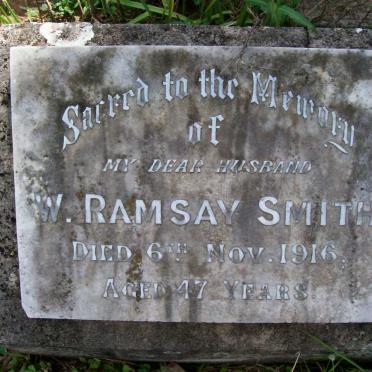 Sacred to the Memory
of
MY DEAR HUSBAND
W. RAMSAY SMITH
DIED 6TH NOV. 1916.
AGED 47 YEARS